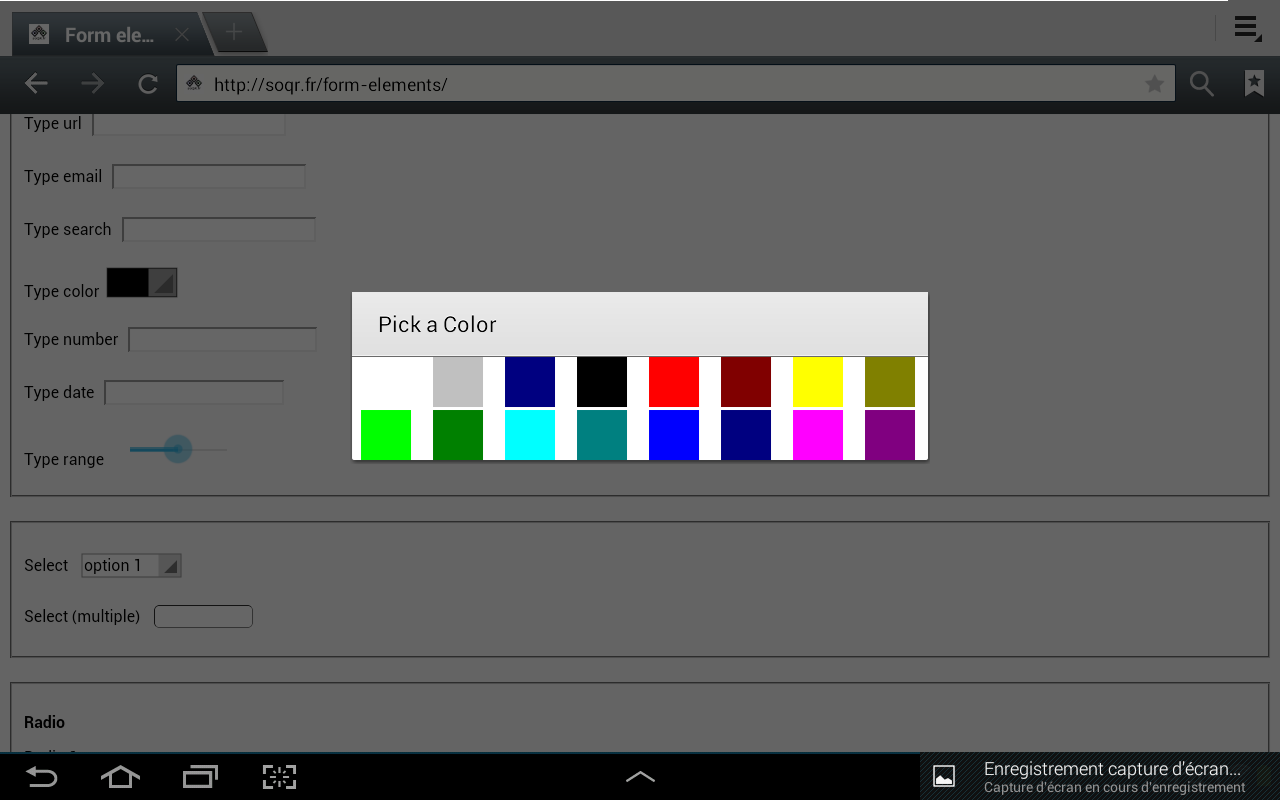 Form ele...
http://soqr.fr/form-elements/
Type url
Type email
Type search
Type color
Pick a Color
Type number
Type date
Type range
Select option 1
Select (multiple)
Radio
Enregistrement capture d'écran...
Capture d'écran en cours d'enregistrement